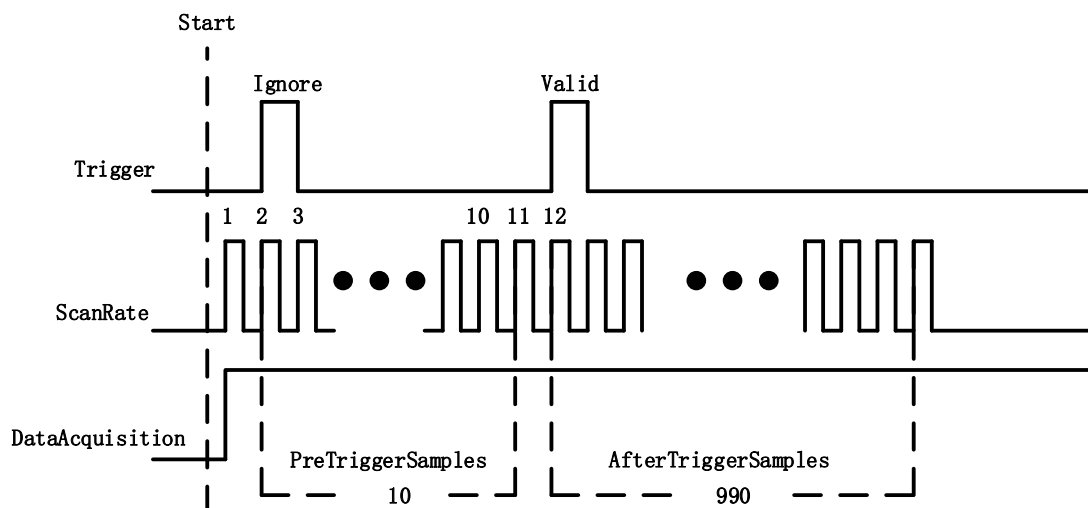 Start
Ignore
Valid
Trigger
1 2 3 10 11 12
ScanRate
DataAcquisition
PreTriggerSamples
AfterTriggerSamples
10
990